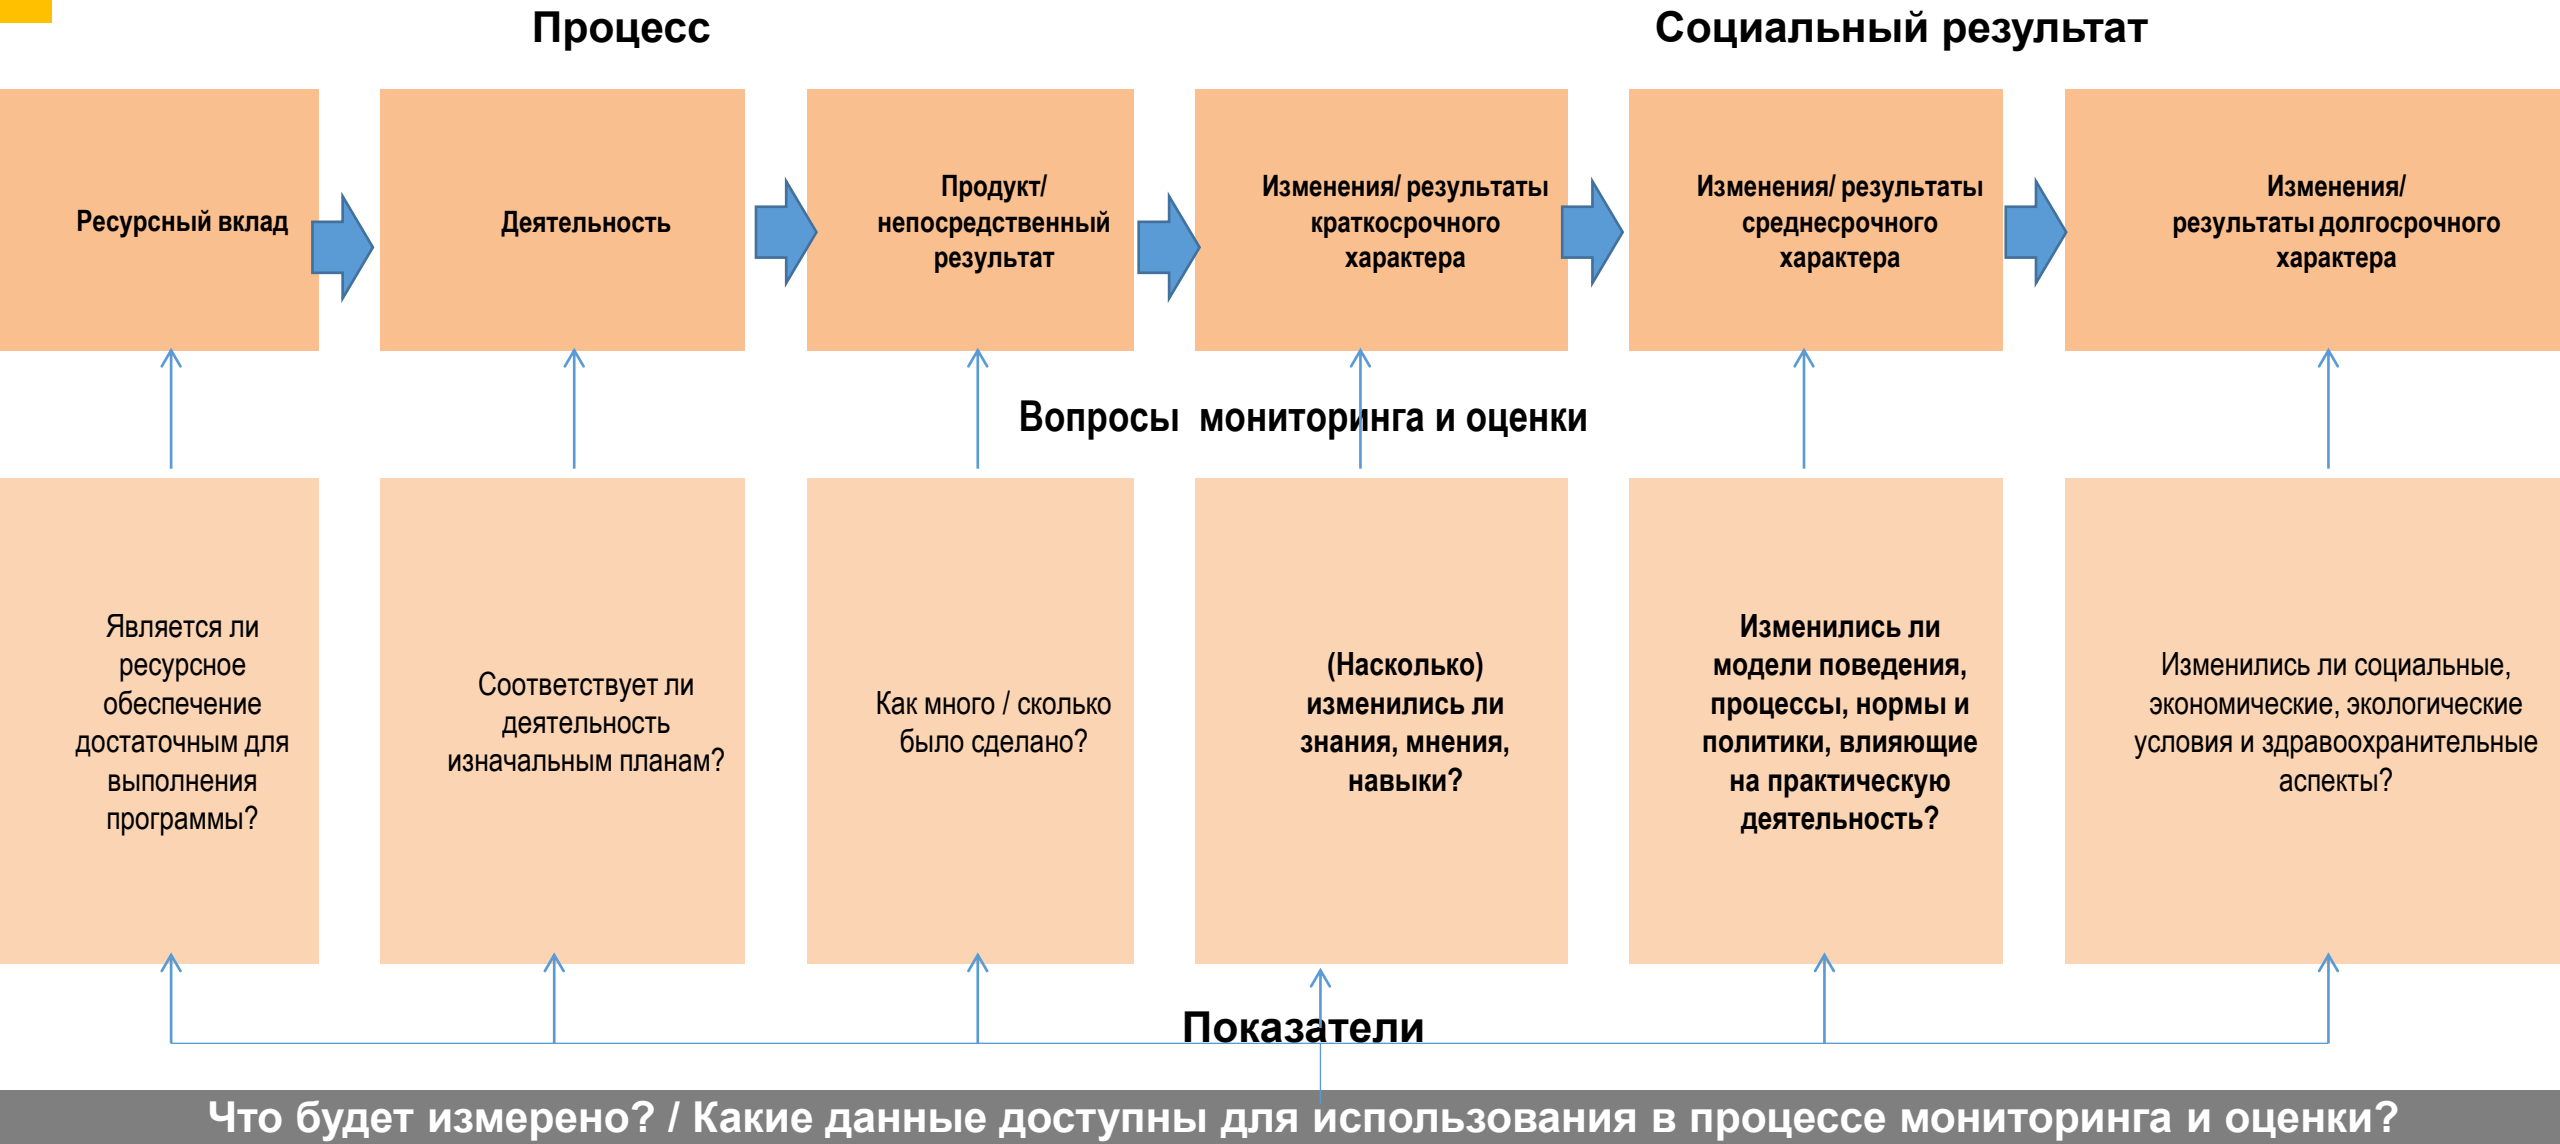 Процесс
Социальный результат
Ресурсный вклад
Деятельность
Продукт/
непосредственный
результат
Изменения/ результаты
краткосрочного
характера
Изменения/ результаты
среднесрочного
характера
Изменения/
результаты долгосрочного
характера
Вопросы  мониторинга и оценки
Является ли
ресурсное
обеспечение
достаточным для
выполнения
программы?
Соответствует ли
деятельность
изначальным планам?
Как много / сколько
было сделано?
(Насколько)
изменились ли
знания, мнения,
навыки?
Изменились ли
модели поведения,
процессы, нормы и
политики, влияющие
на практическую
деятельность?
Изменились ли социальные,
экономические, экологические
условия и здравоохранительные
аспекты?
Показатели
Что будет измерено? / Какие данные доступны для использования в процессе мониторинга и оценки?